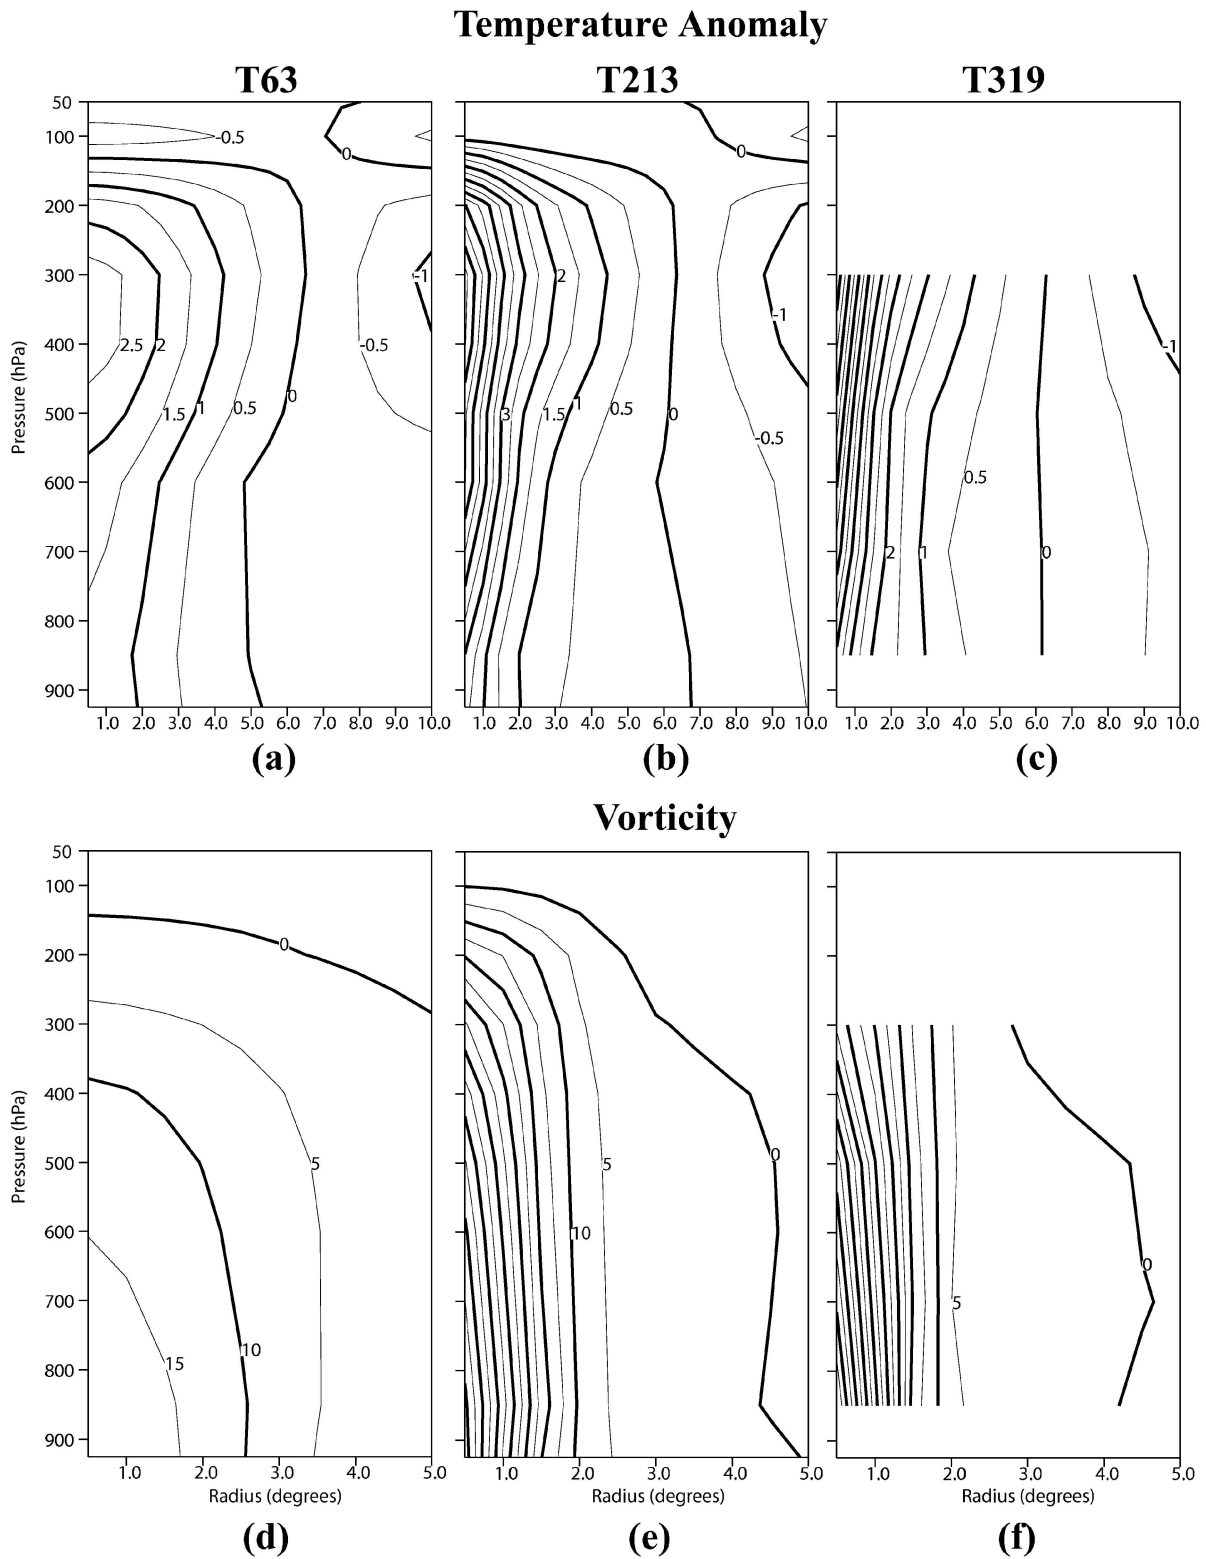 Temperature Anomaly
T63 T213 T319
50
100
200
300
400
500
600
700
800
900
Pressure (hPa)
-0.5
0
-1
2.5 2
-0.5
1.5 1 0.5 0
0
2
-1
3 1.5 1 0.5 0
-0.5
-1
0.5
2 1 0
1.0 2.0 3.0 4.0 5.0 6.0 7.0 8.0 9.0 10.0
1.0 2.0 3.0 4.0 5.0 6.0 7.0 8.0 9.0 10.0
1.0 2.0 3.0 4.0 5.0 6.0 7.0 8.0 9.0 10.0
(a) (b) (c)
Vorticity
50
100
200
300
400
500
600
700
800
900
Pressure (hPa)
0
5
10
15
0
5
10
0
5
1.0 2.0 3.0 4.0 5.0
1.0 2.0 3.0 4.0 5.0
1.0 2.0 3.0 4.0 5.0
Radius (degrees) Radius (degrees) Radius (degrees)
(d) (e) (f)